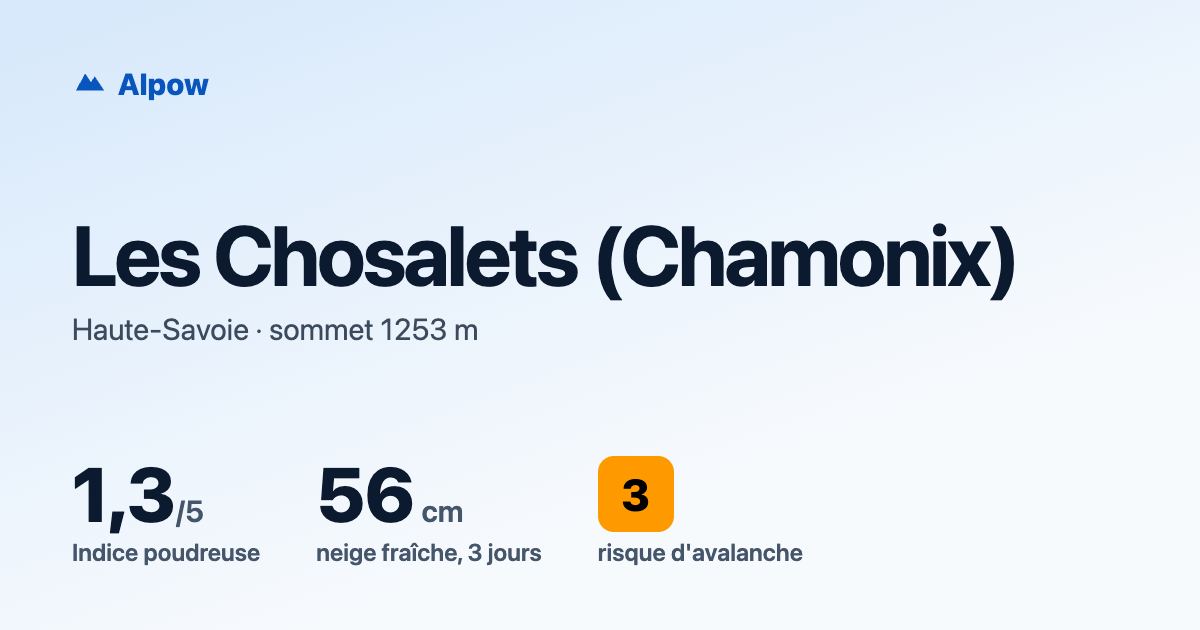 Alpow
Les Chosalets (Chamonix)
Haute-Savoie · sommet 1253 m
1,3/5
56 cm
3
Indice poudreuse
neige fraîche, 3 jours
risque d'avalanche